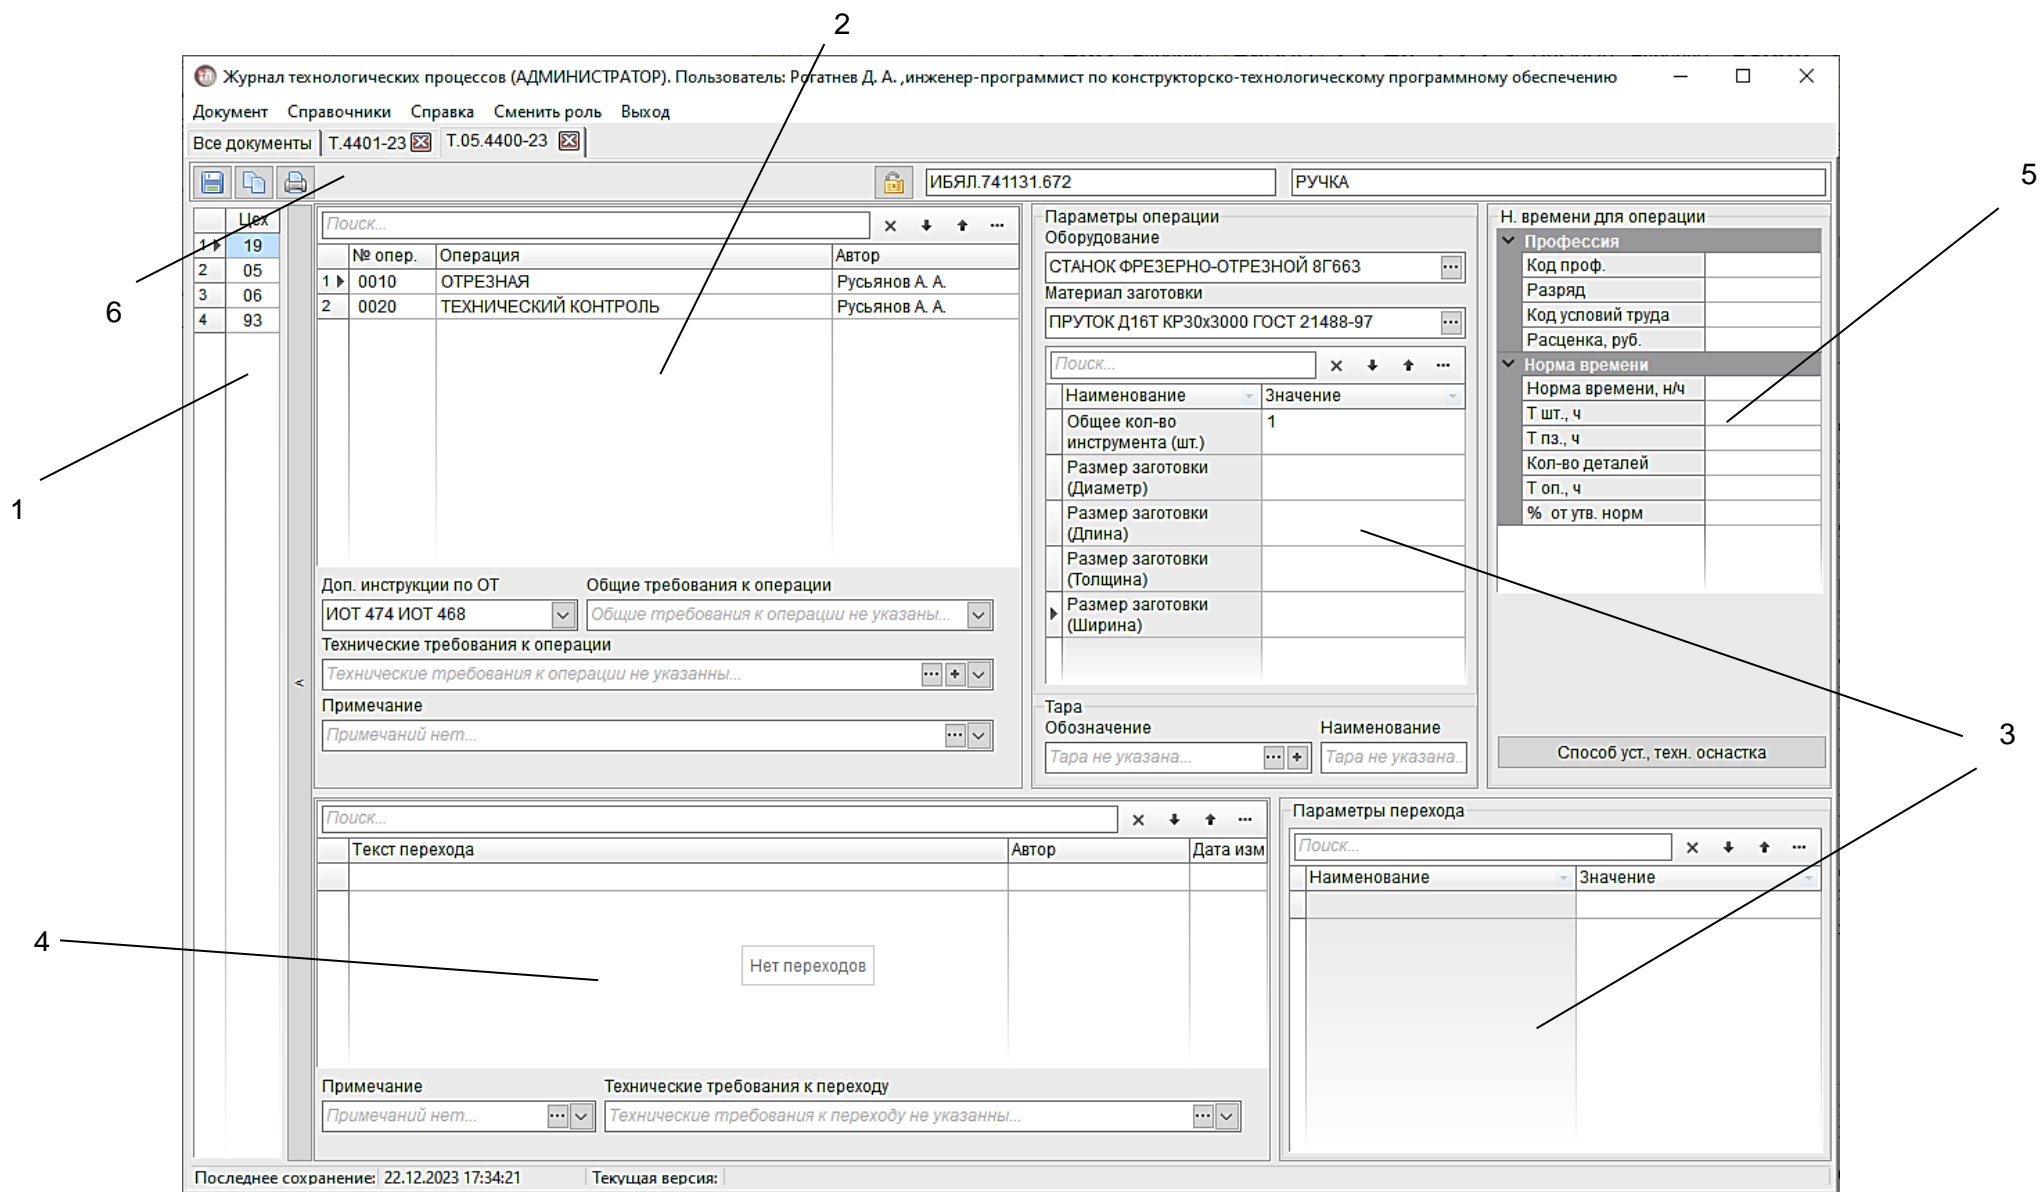 2
Журнал технологических процессов (АДМИНИСТРАТОР). Пользователь: Рогатнев Д. А. ,инженер-программист по конструкторско-технологическому программному обеспечению
Документ Справочники Справка Сменить роль Выход
Все документы Т.4401-23 Т.05.4400-23
ИБЯЛ.741131.672 РУЧКА
5
Цех
1 19
2 05
3 06
4 93
6
1
Поиск...
№ опер. Операция Автор
1 0010 ОТРЕЗНАЯ Русьянов А. А.
2 0020 ТЕХНИЧЕСКИЙ КОНТРОЛЬ Русьянов А. А.
Доп. инструкции по ОТ Общие требования к операции
ИОТ 474 ИОТ 468 Общие требования к операции не указаны...
Технические требования к операции
Технические требования к операции не указанны...
Примечание
Примечаний нет...
<
Параметры операции
Оборудование
СТАНОК ФРЕЗЕРНО-ОТРЕЗНОЙ 8Г663
Материал заготовки
ПРУТОК Д16Т КР30х3000 ГОСТ 21488-97
Поиск...
Наименование Значение
Общее кол-во 1
инструмента (шт.)
Размер заготовки
(Диаметр)
Размер заготовки
(Длина)
Размер заготовки
(Толщина)
Размер заготовки
(Ширина)
Тара
Обозначение Наименование
Тара не указана... Тара не указана..
Н. времени для операции
Профессия
Код проф.
Разряд
Код условий труда
Расценка, руб.
Норма времени
Норма времени, н/ч
Т шт., ч
Т пз., ч
Кол-во деталей
Т оп., ч
% от утв. норм
Способ уст., техн. оснастка
3
Поиск...
Текст перехода Автор Дата изм
Нет переходов
4
Примечание Технические требования к переходу
Примечаний нет... Технические требования к переходу не указанны...
Параметры перехода
Поиск...
Наименование Значение
Последнее сохранение: 22.12.2023 17:34:21 Текущая версия: